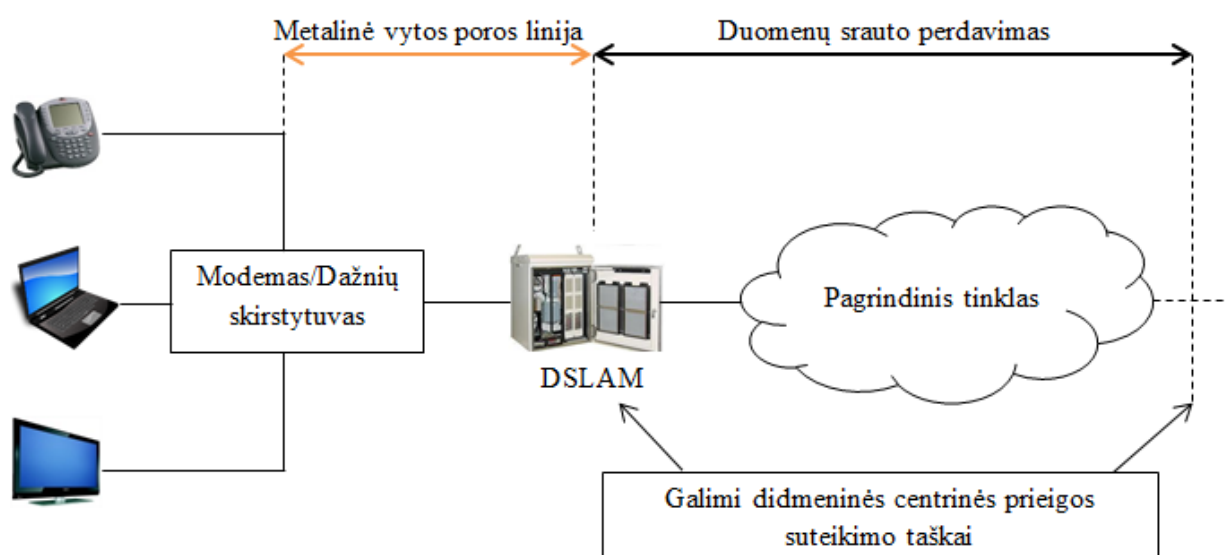 Metalinė vytos poros linija
Duomenų srauto perdavimas
Modemas/Dažnių
skirstytuvas
Pagrindinis tinklas
DSLAM
Galimi didmeninės centrinės prieigos
suteikimo taškai